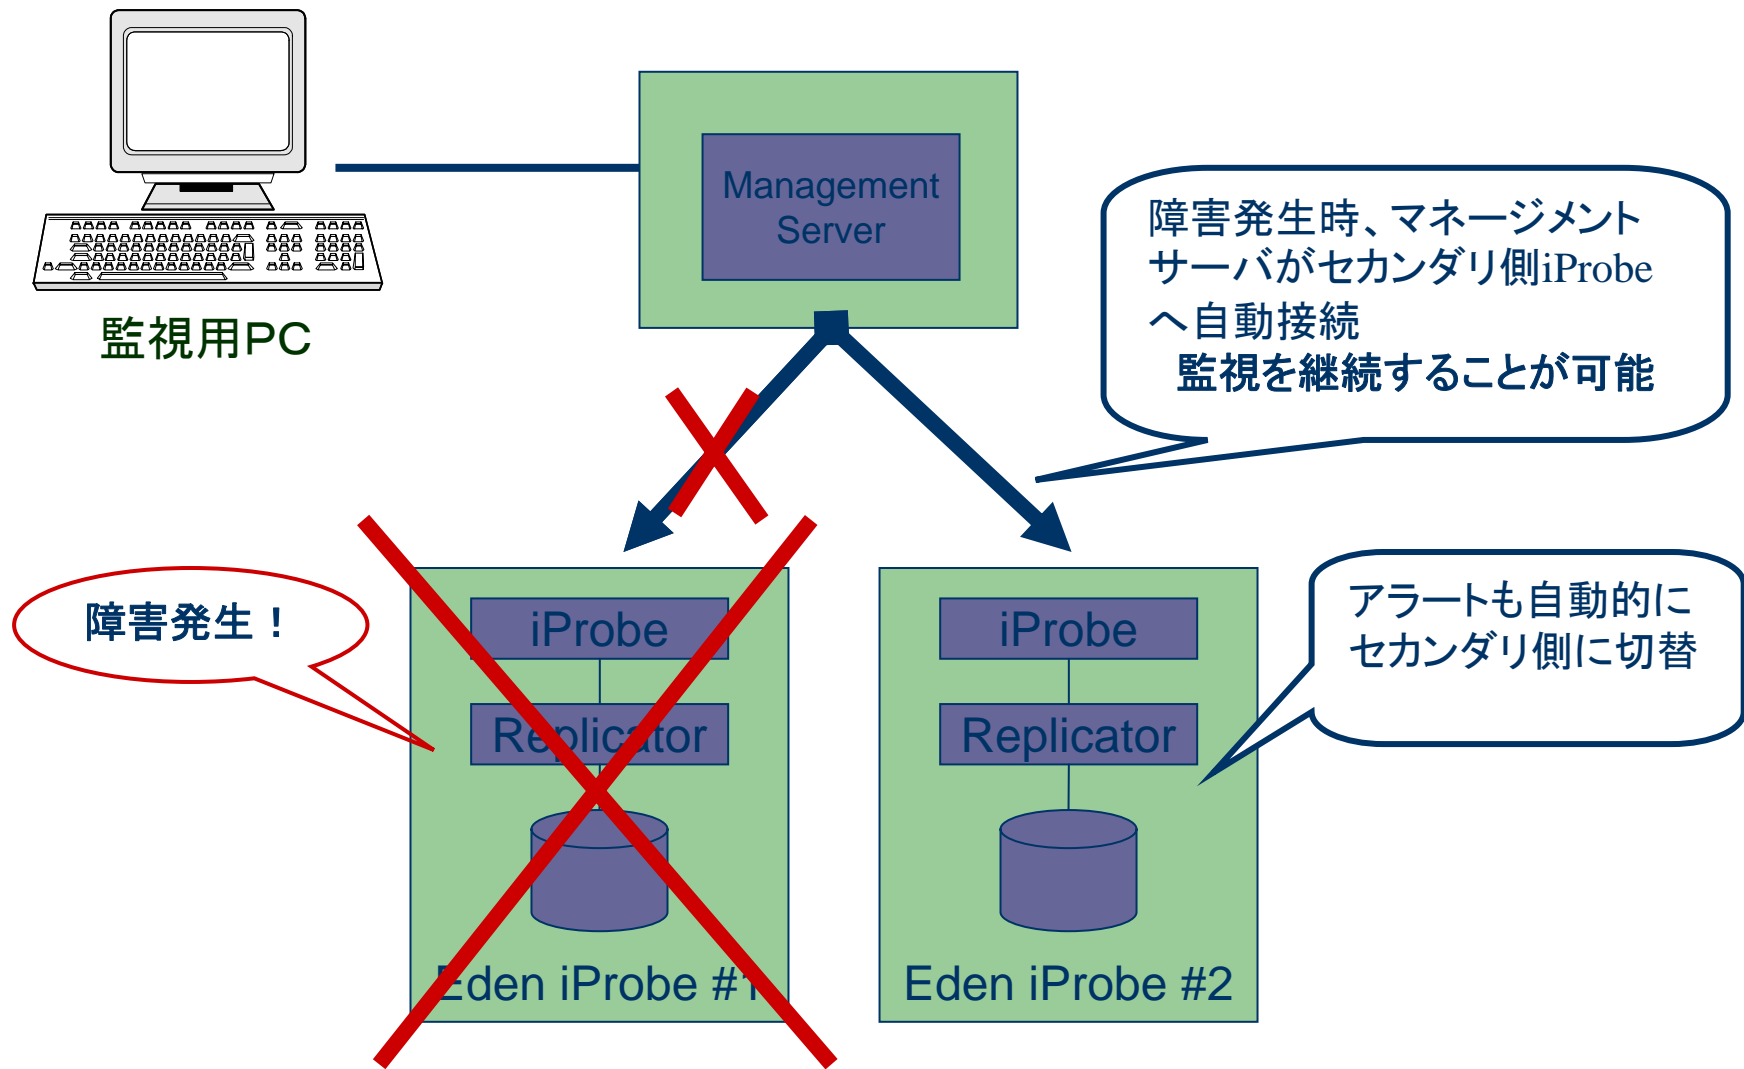 Management
Server
監視用PC
障害発生時、マネージメント
サーバがセカンダリ側iProbe
へ自動接続
監視を継続することが可能
障害発生！
iProbe
Replicator
Eden iProbe #1
iProbe
Replicator
Eden iProbe #2
アラートも自動的に
セカンダリ側に切替